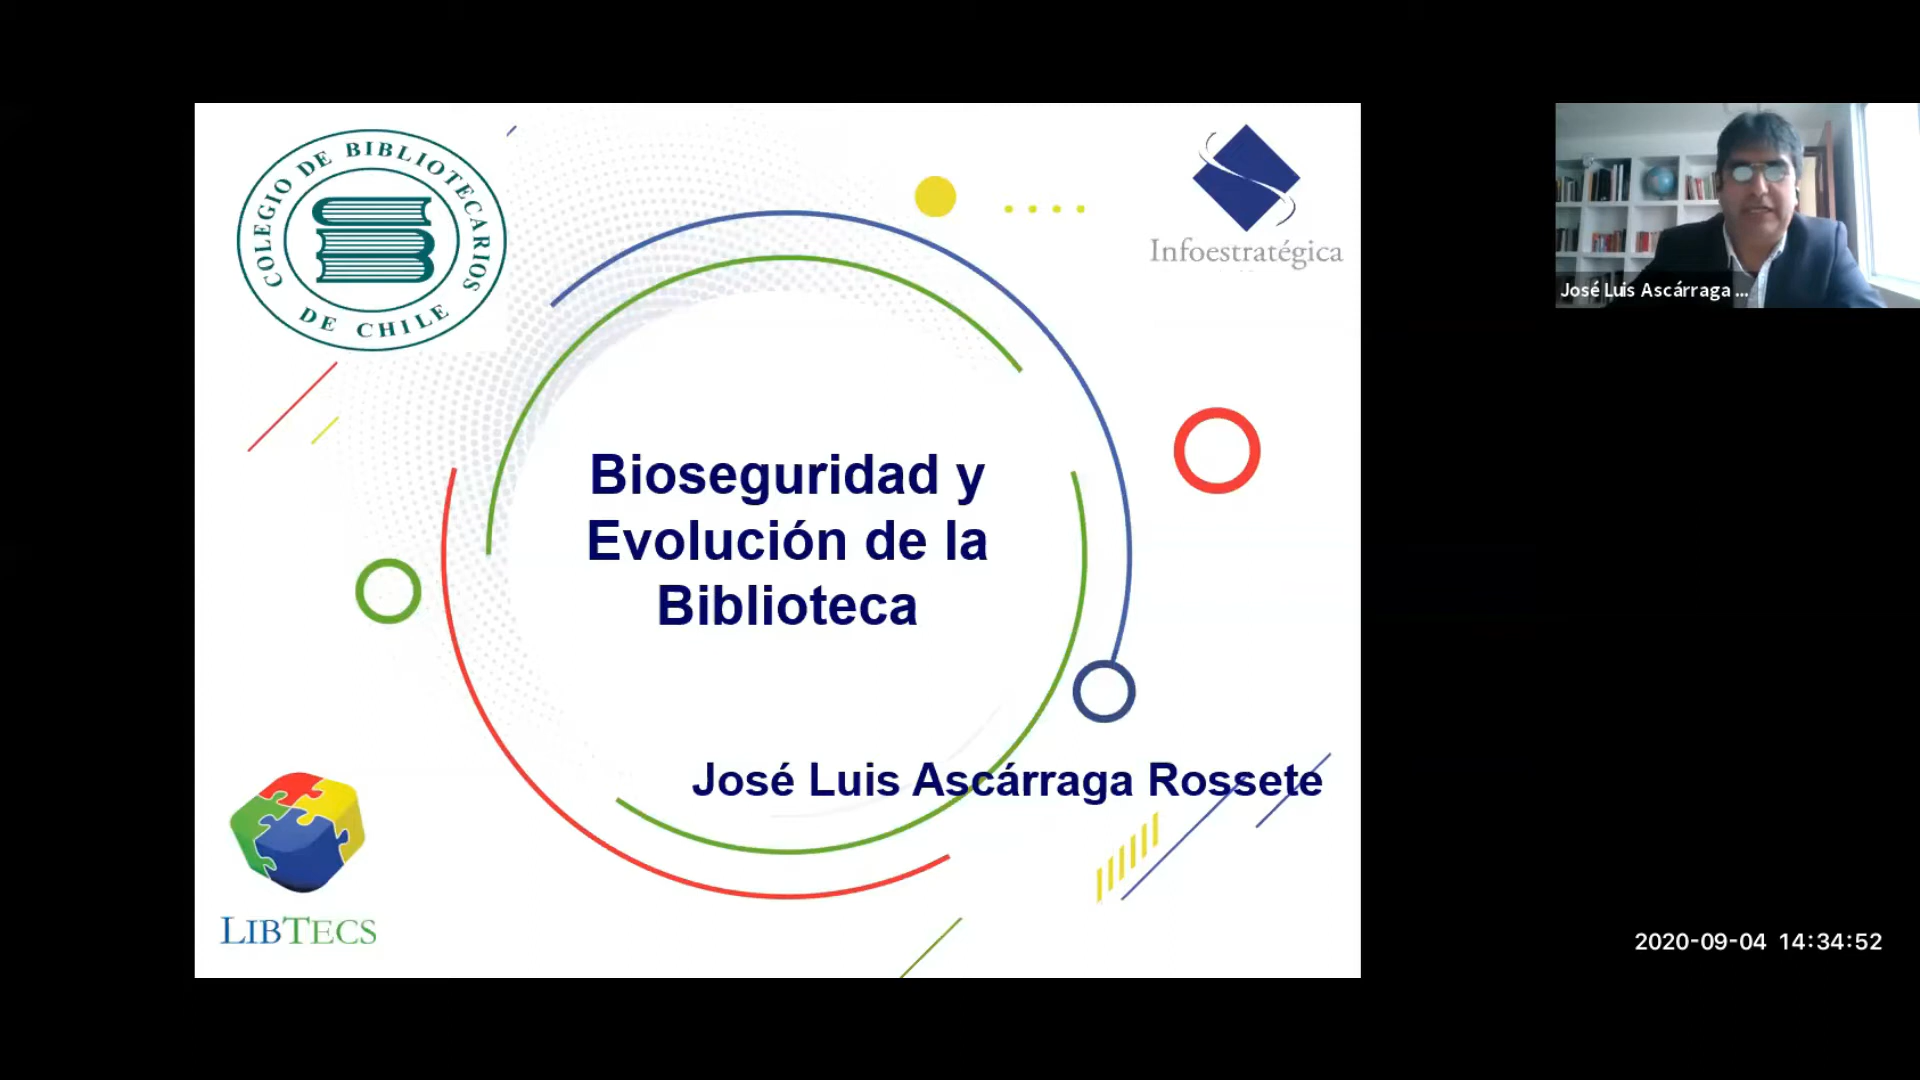 COLEGIO DE BIBLIOTECARIOS
DE CHILE
Infoestratégica
Bioseguridad y
Evolución de la
Biblioteca
José Luis Ascárraga Rossete
LIBTECS
José Luis Ascárraga ...
2020-09-04 14:34:52